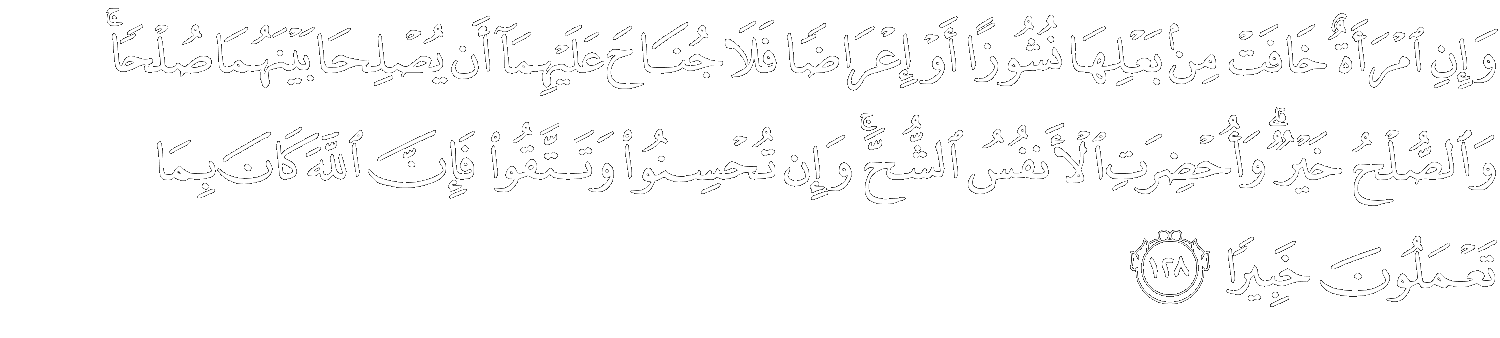 وَإِنِ ٱمْرَأَةٌ خَافَتْ مِنۢ بَعْلِهَا نُشُوزًا أَوْ إِعْرَاضًا فَلَا جُنَاحَ عَلَيْهِمَآ أَن يُصْلِحَا بَيْنَهُمَا صُلْحًاۚ
وَٱلصُّلْحُ خَيْرٌۗ وَأُحْضِرَتِ ٱلْأَنفُسُ ٱلشُّحَّۚ وَإِن تُحْسِنُوا۟ وَتَتَّقُوا۟ فَإِنَّ ٱللَّهَ كَانَ بِمَا
تَعْمَلُونَ خَبِيرًا ١٢٨